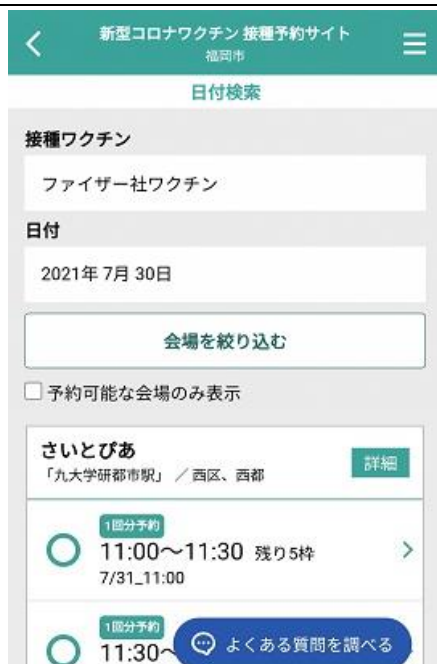 新型コロナワクチン 接種予約サイト
福岡市
日付検索
接種ワクチン
ファイザー社ワクチン
日付
2021年 7月 30日
会場を絞り込む
予約可能な会場のみ表示
さいとぴあ
「九大学研都市駅」 / 西区、西都
詳細
1回分予約
11:00〜11:30 残り5枠
7/31_11:00
1回分予約
11:30〜
よくある質問を調べる